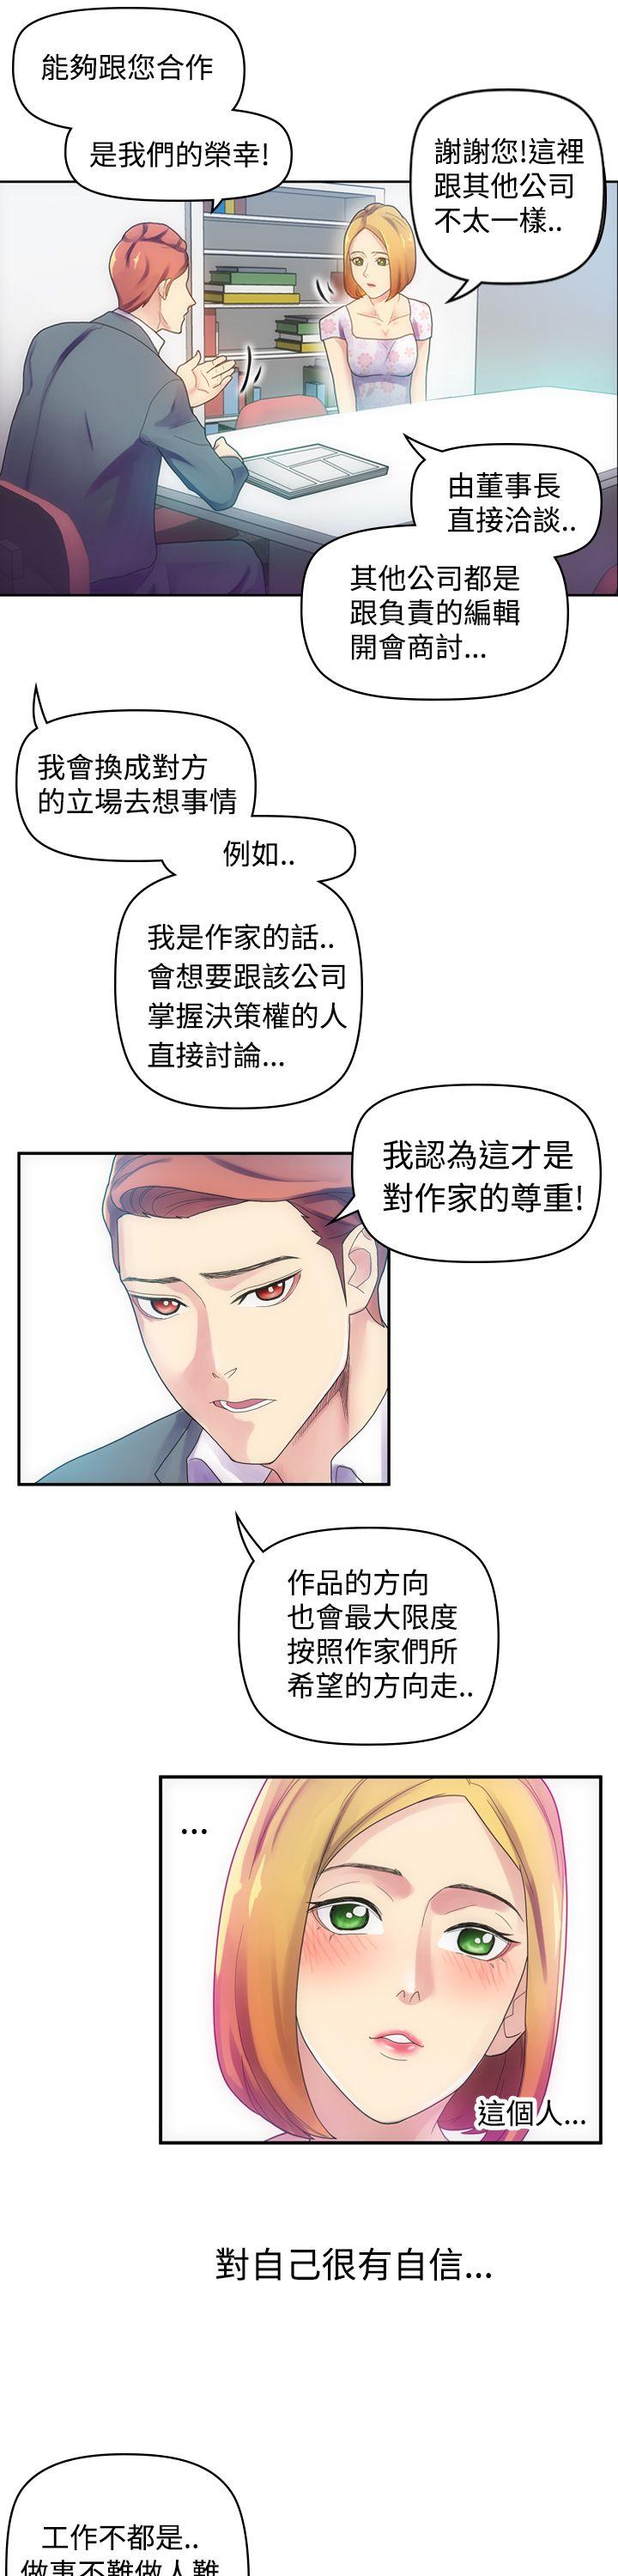 能夠跟您合作
是我們的榮幸!
謝謝您!這裡
跟其他公司
不太一樣..
由董事長
直接洽談..
其他公司都是
跟負責的編輯
開會商討...
我會換成對方
的立場去想事情
例如..
我是作家的話..
會想要跟該公司
掌握決策權的人
直接討論...
我認為這才是
對作家的尊重!
作品的方向
也會最大限度
按照作家們所
希望的方向走..
...
這個人...
對自己很有自信...
工作不都是..
做事不難做人難